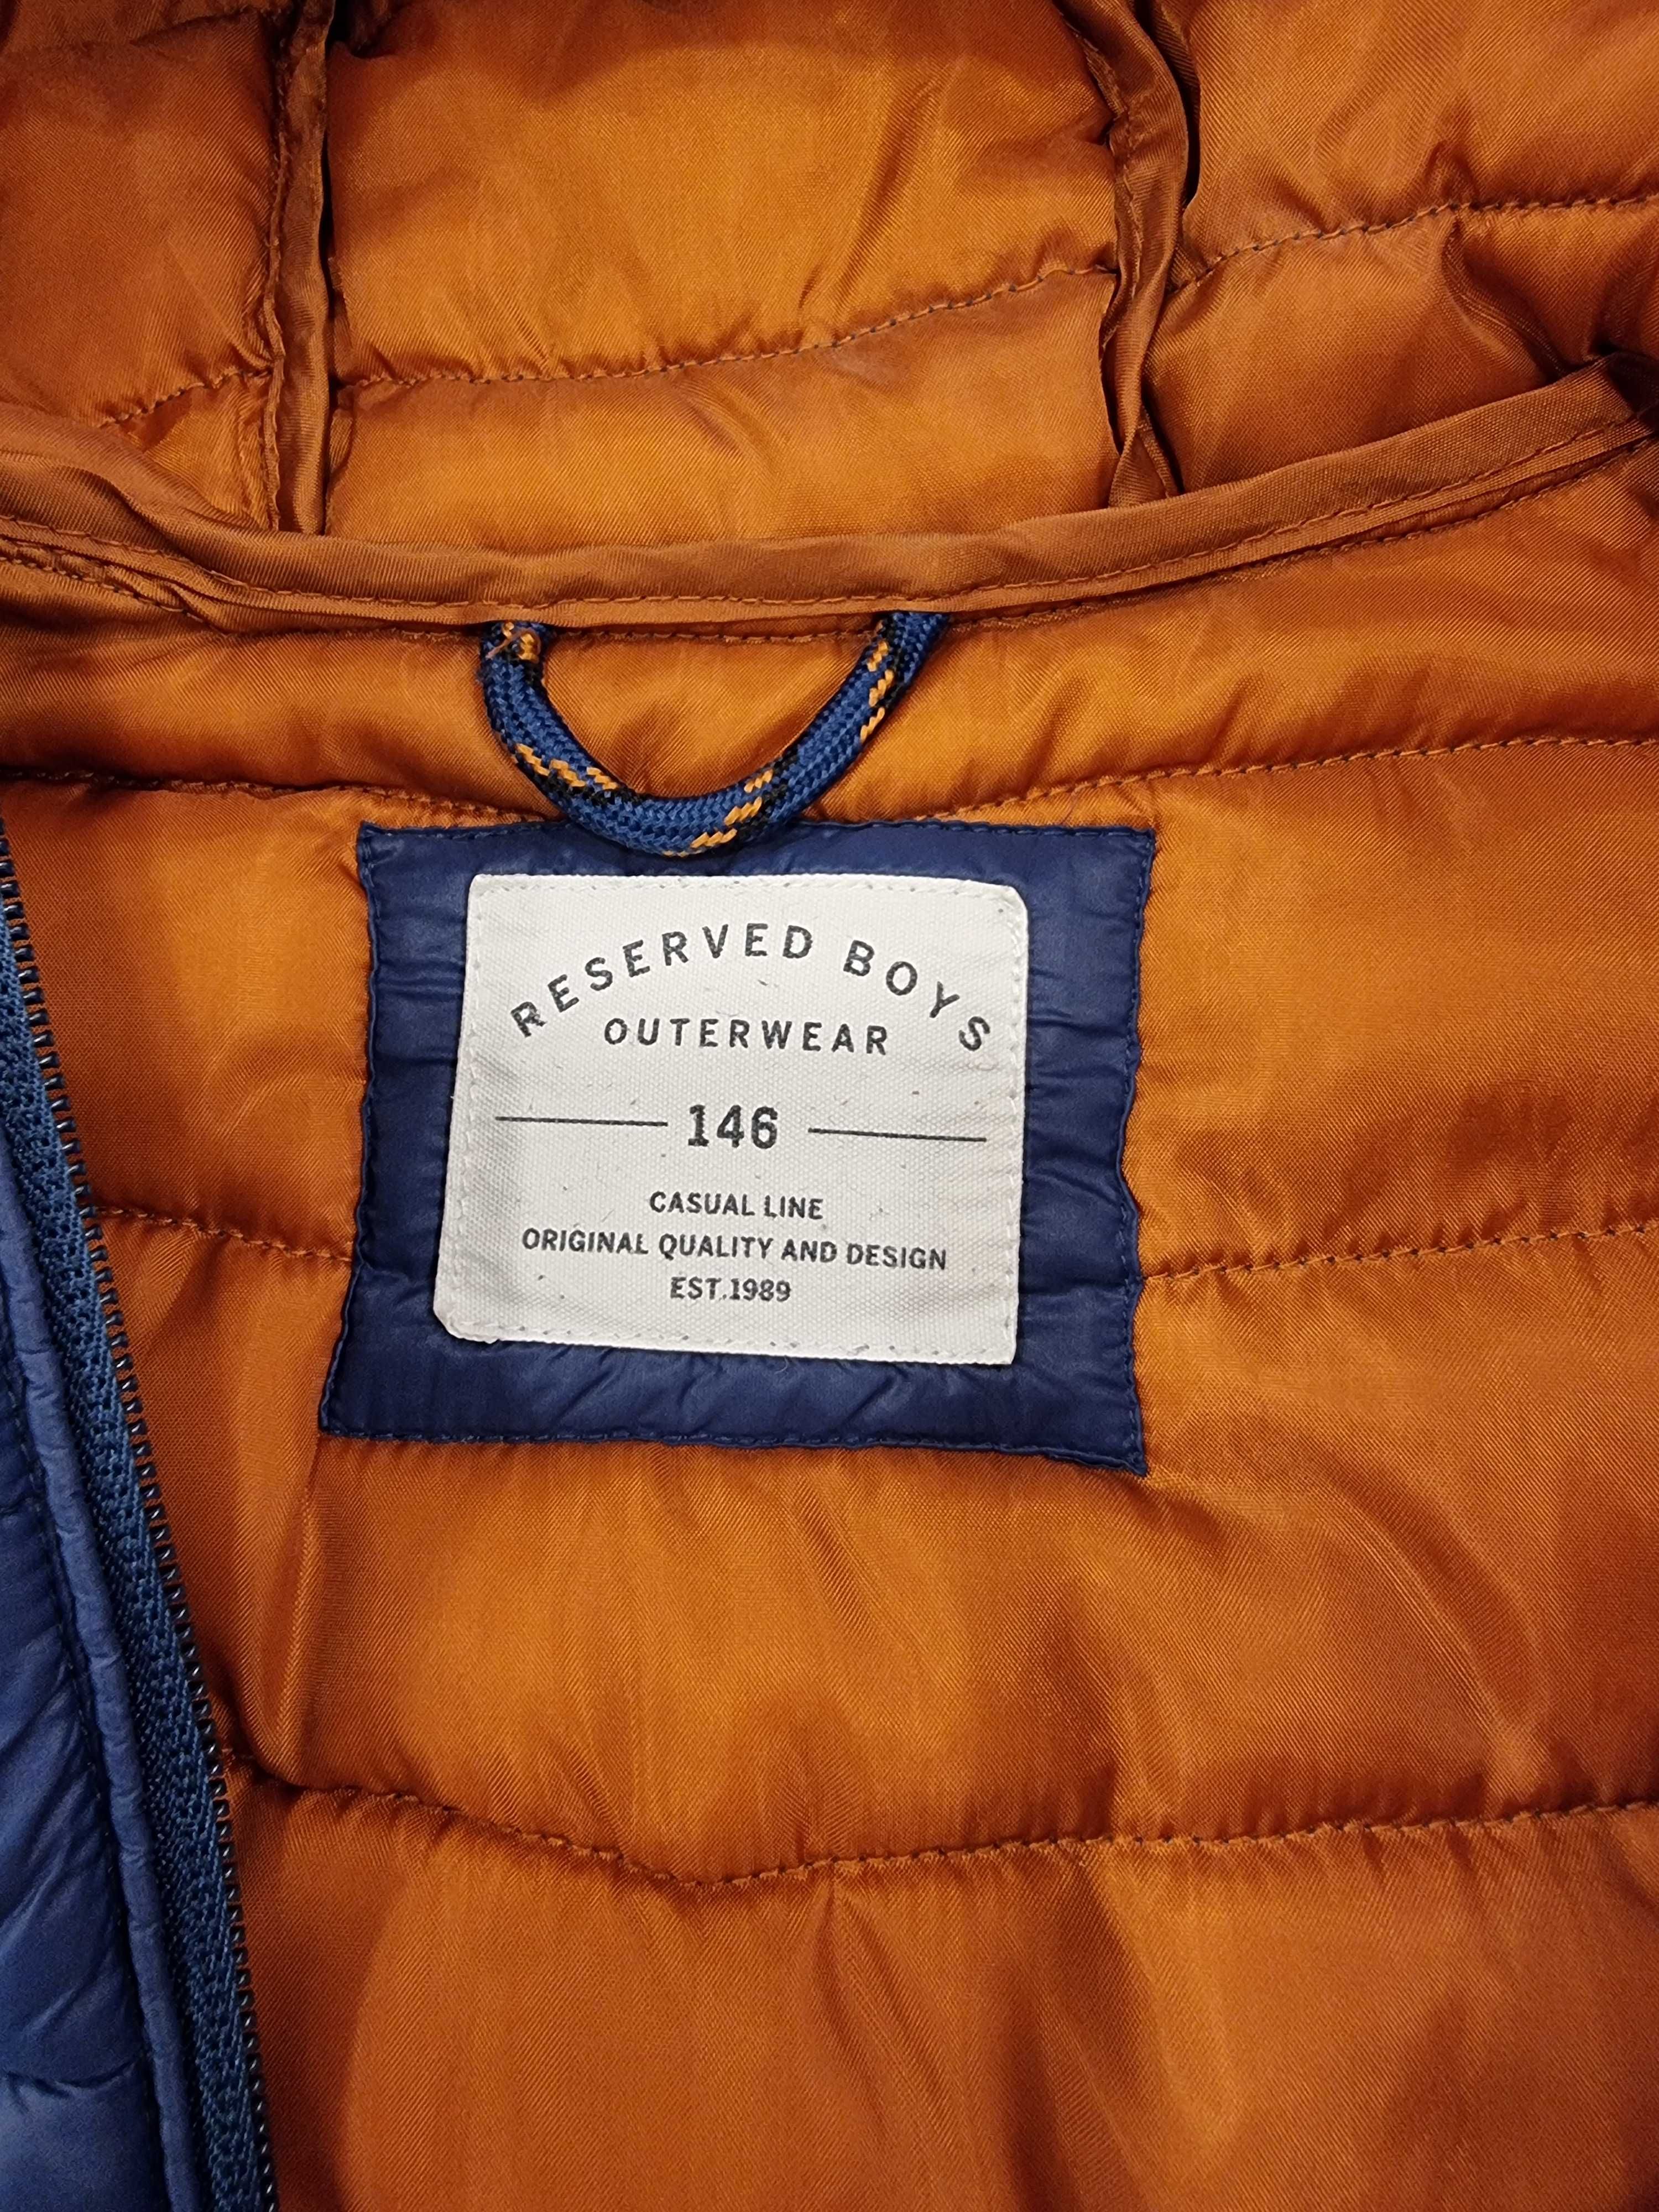 RESERVED BOYS
OUTERWEAR
146
CASUAL LINE
ORIGINAL QUALITY AND DESIGN
EST.1989